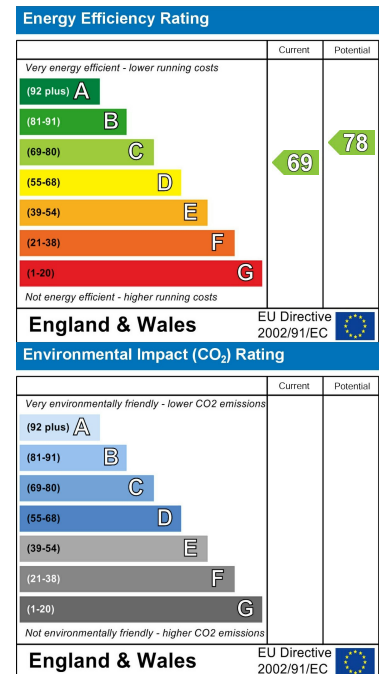 Energy Efficiency Rating
Current Potential
Very energy efficient - lower running costs
(92 plus) A
(81-91) B
(69-80) C
(55-68) D
(39-54) E
(21-38) F
(1-20) G
69
78
Not energy efficient - higher running costs
England & Wales
EU Directive
2002/91/EC
Environmental Impact (CO₂) Rating
Current Potential
Very environmentally friendly - lower CO2 emissions
(92 plus) A
(81-91) B
(69-80) C
(55-68) D
(39-54) E
(21-38) F
(1-20) G
Not environmentally friendly - higher CO2 emissions
England & Wales
EU Directive
2002/91/EC